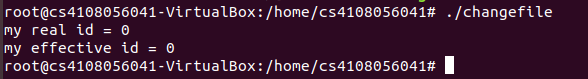 root@cs4108056041-VirtualBox:/home/cs4108056041# ./changefile
my real id = 0
my effective id = 0
root@cs4108056041-VirtualBox:/home/cs4108056041#